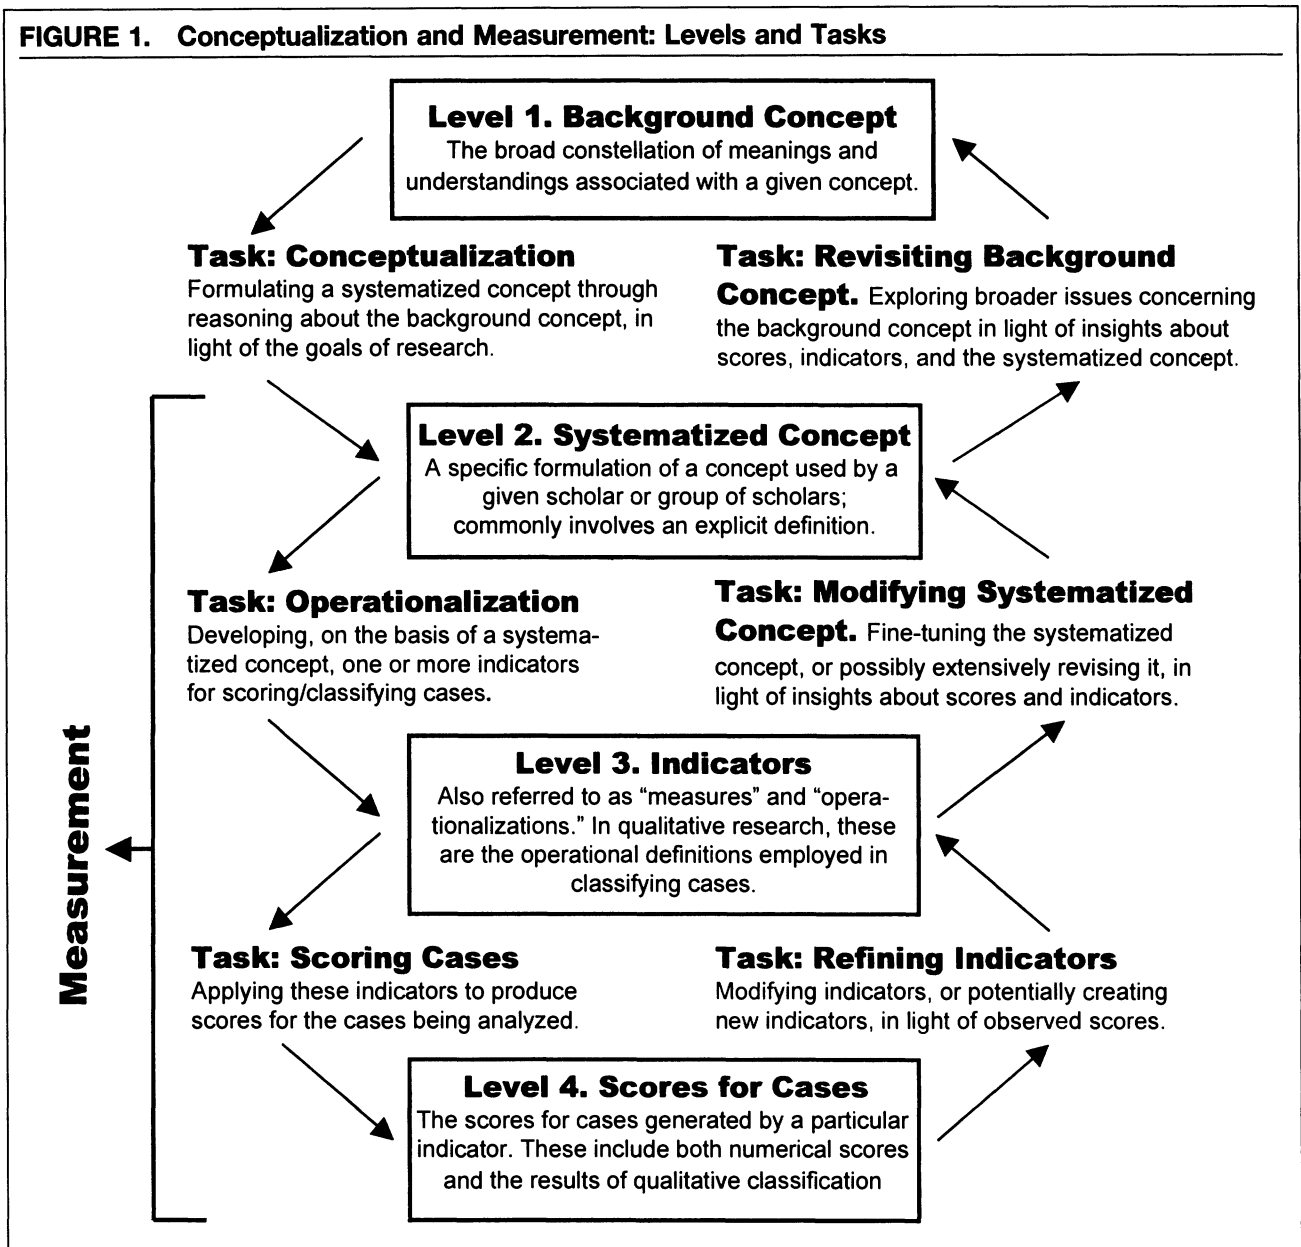 FIGURE 1. Conceptualization and Measurement: Levels and Tasks
Level 1. Background Concept
The broad constellation of meanings and
understandings associated with a given concept.
Task: Conceptualization
Formulating a systematized concept through
reasoning about the background concept, in
light of the goals of research.
Task: Revisiting Background
Concept. Exploring broader issues concerning
the background concept in light of insights about
scores, indicators, and the systematized concept.
Level 2. Systematized Concept
A specific formulation of a concept used by a
given scholar or group of scholars;
commonly involves an explicit definition.
Task: Operationalization
Developing, on the basis of a systema-
tized concept, one or more indicators
for scoring/classifying cases.
Task: Modifying Systematized
Concept. Fine-tuning the systematized
concept, or possibly extensively revising it, in
light of insights about scores and indicators.
Measurement
Level 3. Indicators
Also referred to as “measures” and “opera-
tionalizations.” In qualitative research, these
are the operational definitions employed in
classifying cases.
Task: Scoring Cases
Applying these indicators to produce
scores for the cases being analyzed.
Task: Refining Indicators
Modifying indicators, or potentially creating
new indicators, in light of observed scores.
Level 4. Scores for Cases
The scores for cases generated by a particular
indicator. These include both numerical scores
and the results of qualitative classification